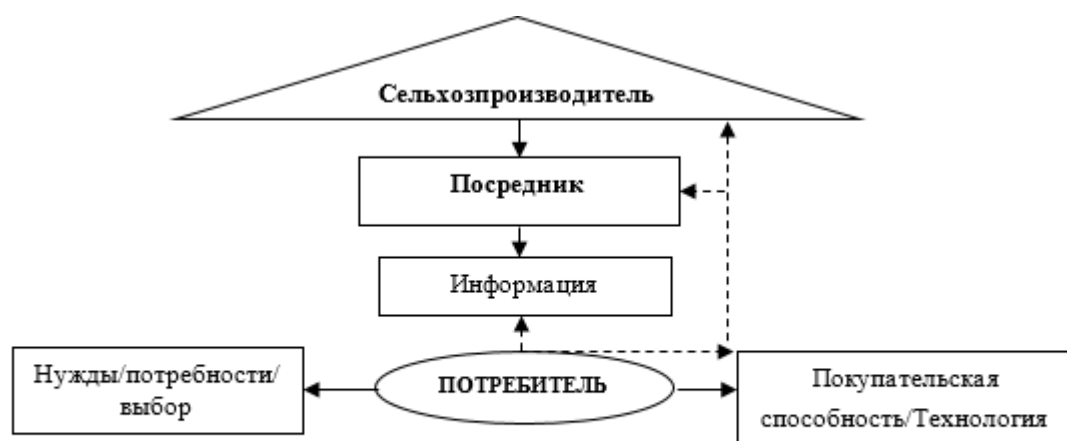 Сельхозпроизводитель
Посредник
Информация
Нужды/потребности/
выбор
ПОТРЕБИТЕЛЬ
Покупательская
способность/Технология